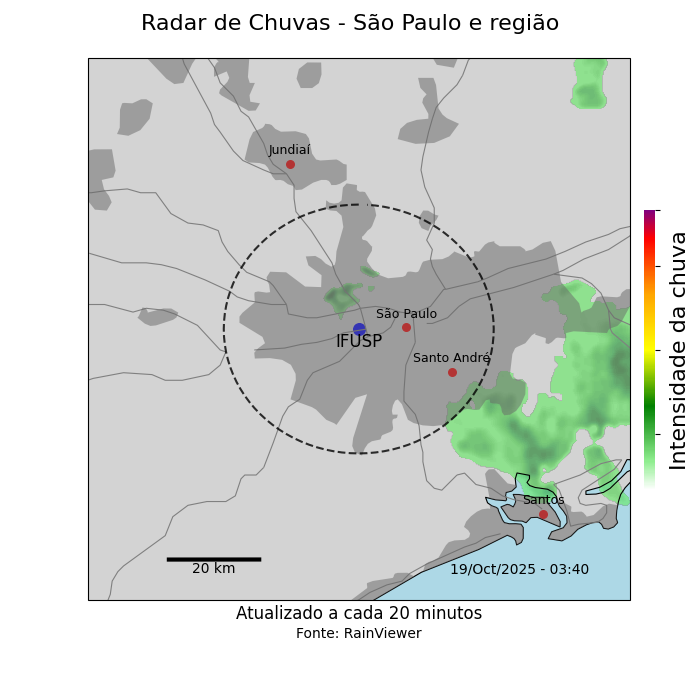 Radar de Chuvas - São Paulo e região
Jundiaí
São Paulo
IFUSP
Santo André
Santos
20 km
19/Oct/2025 - 03:40
Intensidade da chuva
Atualizado a cada 20 minutos
Fonte: RainViewer